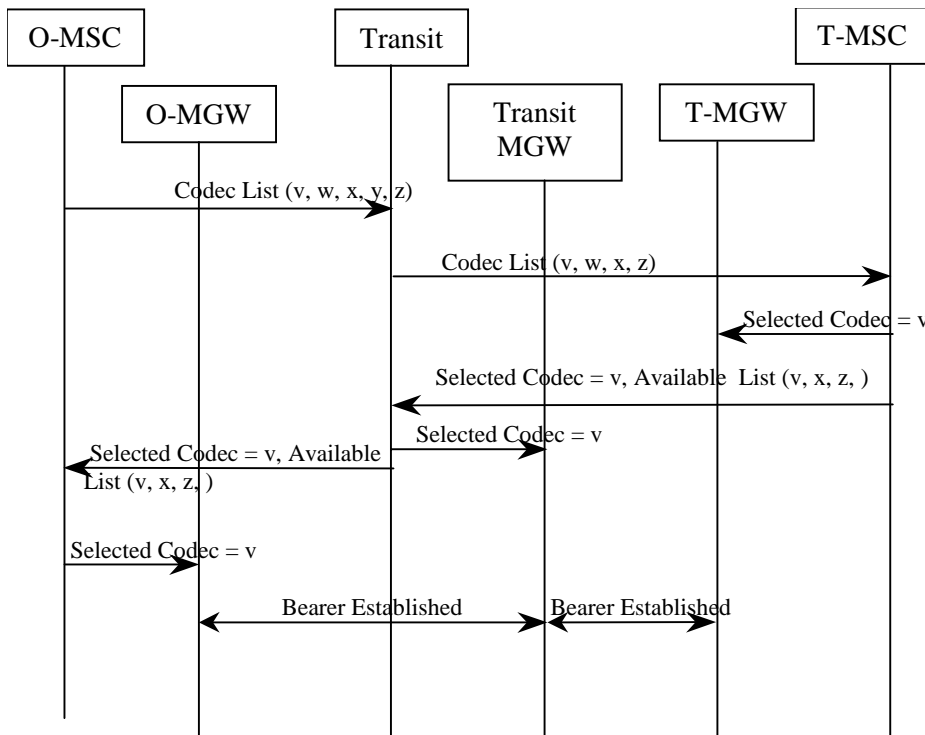 O-MSC
Transit
T-MSC
O-MGW
Transit
MGW
T-MGW
Codec List (v, w, x, y, z)
Codec List (v, w, x, z)
Selected Codec = v
Selected Codec = v, Available List (v, x, z, )
Selected Codec = v
Selected Codec = v, Available
List (v, x, z, )
Selected Codec = v
Bearer Established
Bearer Established